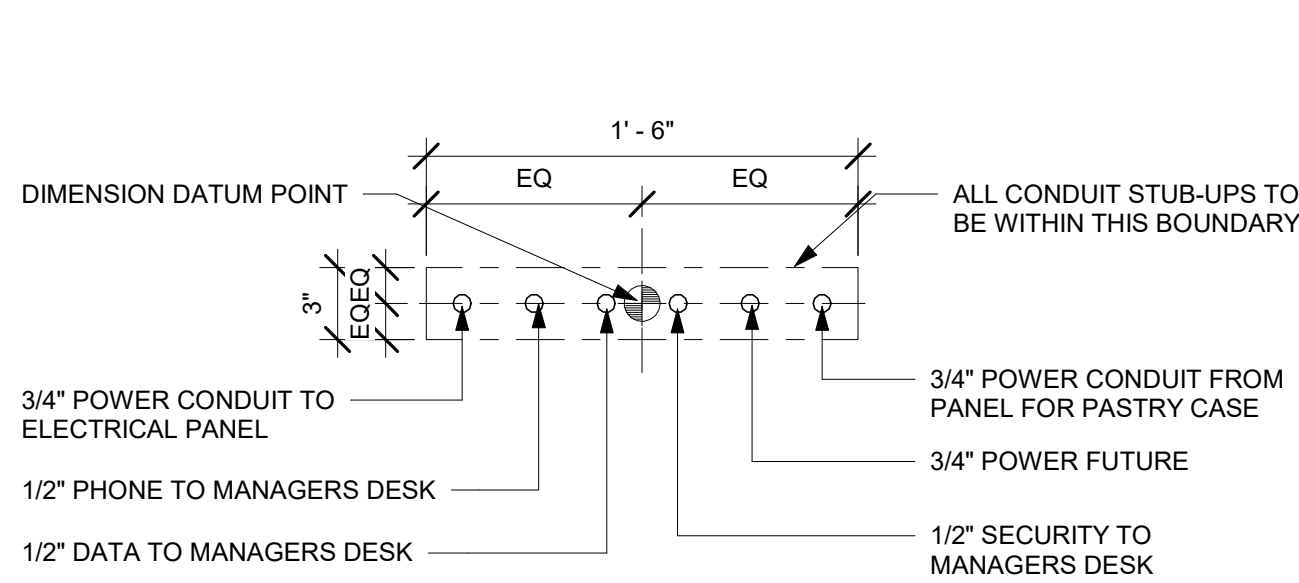 1' - 6"
EQ
EQ
DIMENSION DATUM POINT
ALL CONDUIT STUB-UPS TO
BE WITHIN THIS BOUNDARY
3"
EQ
EQ
3/4" POWER CONDUIT TO
ELECTRICAL PANEL
1/2" PHONE TO MANAGERS DESK
1/2" DATA TO MANAGERS DESK
3/4" POWER CONDUIT FROM
PANEL FOR PASTRY CASE
3/4" POWER FUTURE
1/2" SECURITY TO
MANAGERS DESK